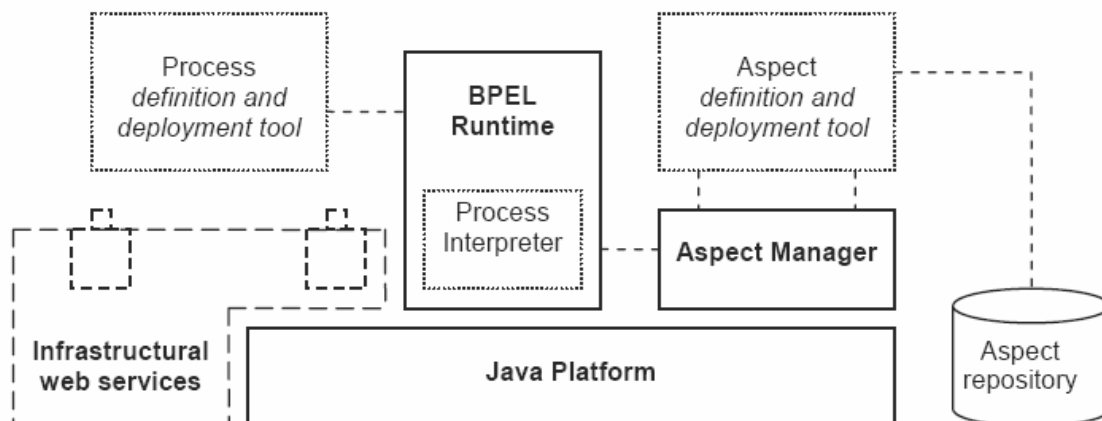 Process
definition and
deployment tool
BPEL
Runtime
Process
Interpreter
Aspect
definition and
deployment tool
Aspect Manager
Infrastructural
web services
Java Platform
Aspect
repository